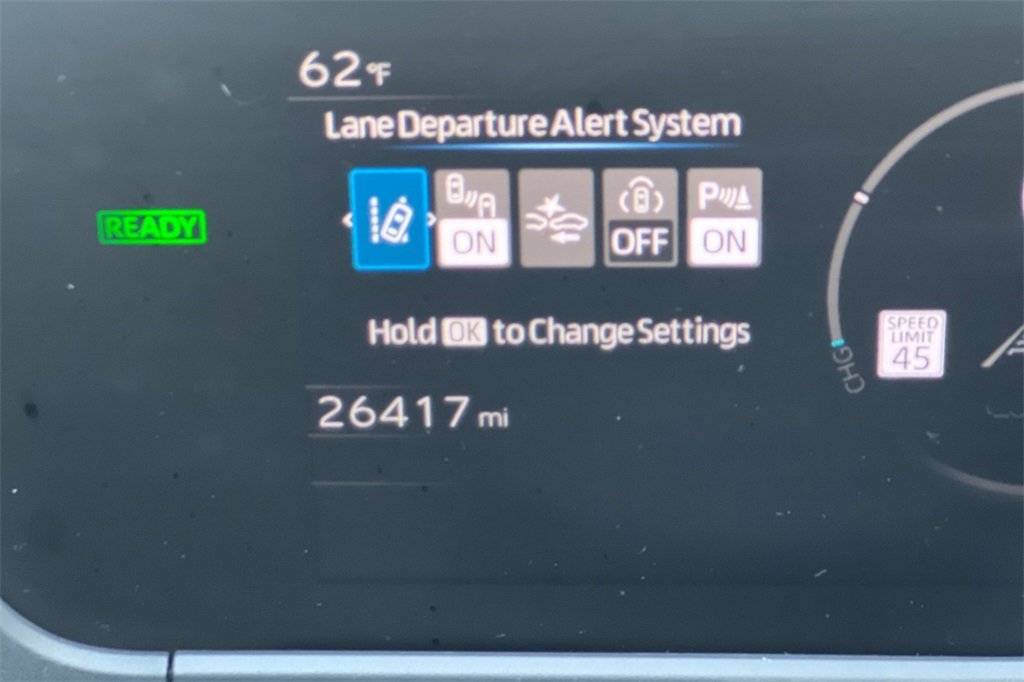 62°F
Lane Departure Alert System
READY
ON
OFF
P
ON
Hold OK to Change Settings
SPEED
LIMIT
45
CHG
26417 mi